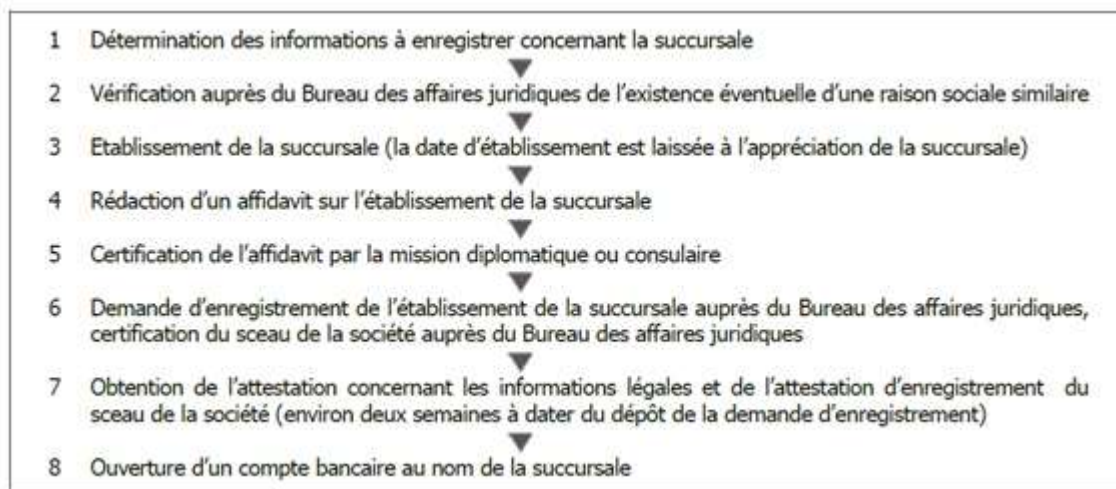 1 Détermination des informations à enregistrer concernant la succursale
2 Vérification auprès du Bureau des affaires juridiques de l'existence éventuelle d'une raison sociale similaire
3 Etablissement de la succursale (la date d'établissement est laissée à l'appréciation de la succursale)
4 Rédaction d'un affidavit sur l'établissement de la succursale
5 Certification de l'affidavit par la mission diplomatique ou consulaire
6 Demande d'enregistrement de l'établissement de la succursale auprès du Bureau des affaires juridiques,
certification du sceau de la société auprès du Bureau des affaires juridiques
7 Obtention de l'attestation concernant les informations légales et de l'attestation d'enregistrement du
sceau de la société (environ deux semaines à dater du dépôt de la demande d'enregistrement)
8 Ouverture d'un compte bancaire au nom de la succursale